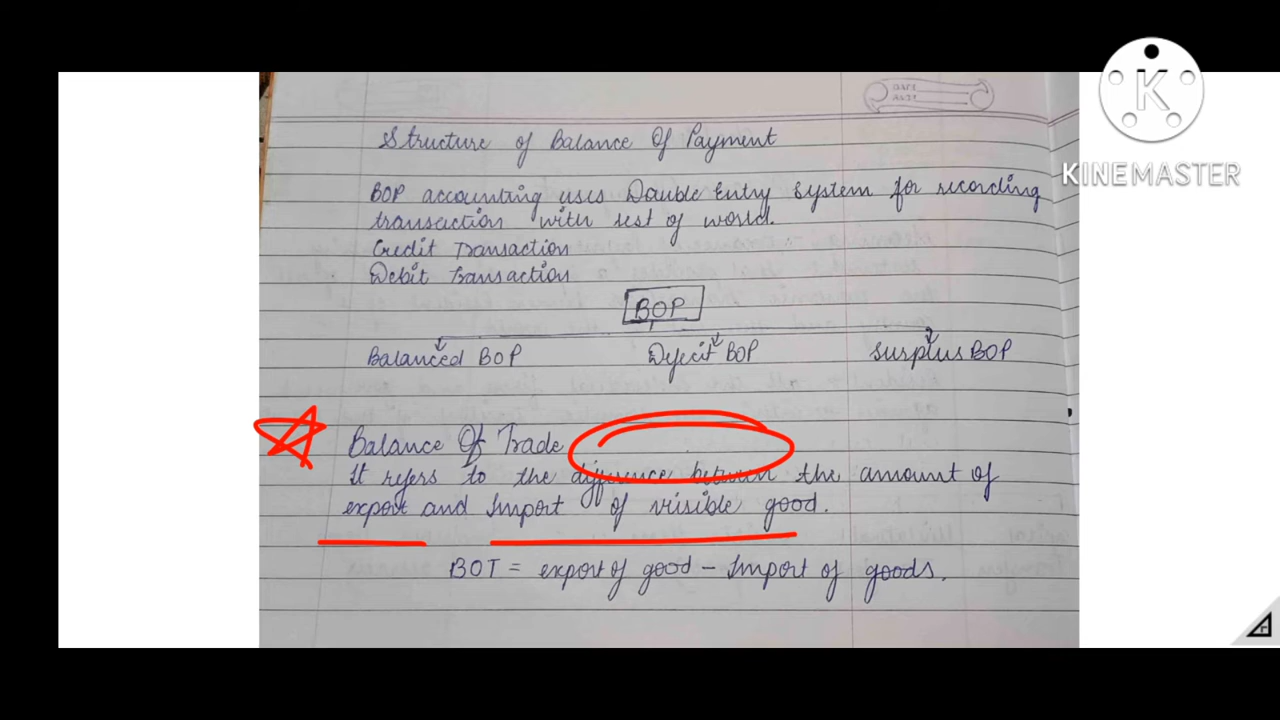 Structure of Balance Of Payment
BOP accounting uses Double Entry System for recording
transaction with rest of world.
Credit Transaction
Debit Transaction
BOP
Balanced BOP Deficit BOP Surplus BOP
Balance Of Trade
It refers to the difference between the amount of
export and Import of visible good.
BOT = export of good - Import of goods.
K
KINEMASTER